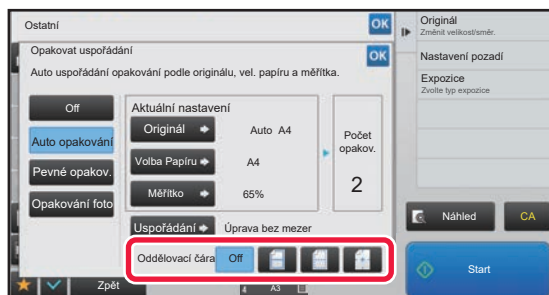 Ostatní
OK
Opakovat uspořádání
OK
Auto uspořádání opakování podle originálu, vel. papíru a měřítka.
Off
Auto opakování
Pevné opakov.
Opakování foto
Aktuální nastavení
Originál
Auto A4
Volba Papíru
A4
Měřítko
65%
Počet
opakov.
2
Uspořádání
Úprava bez mezer
Oddělovací čára
Off
Zpět
A3
Originál
Změnit velikost/směr.
Nastavení pozadí
Expozice
Zvolte typ expozice
Náhled
CA
Start